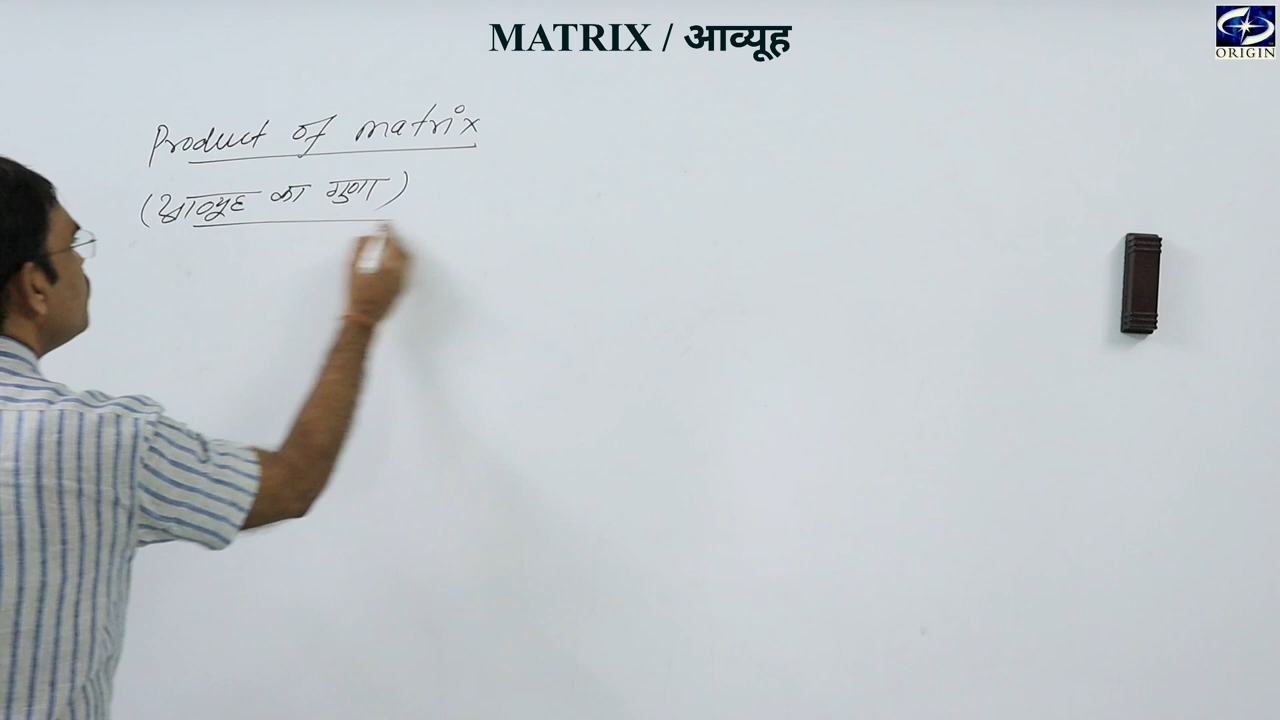 MATRIX / आव्यूह
ORIGIN
Product of matrix
(आव्यूह का गुणा)